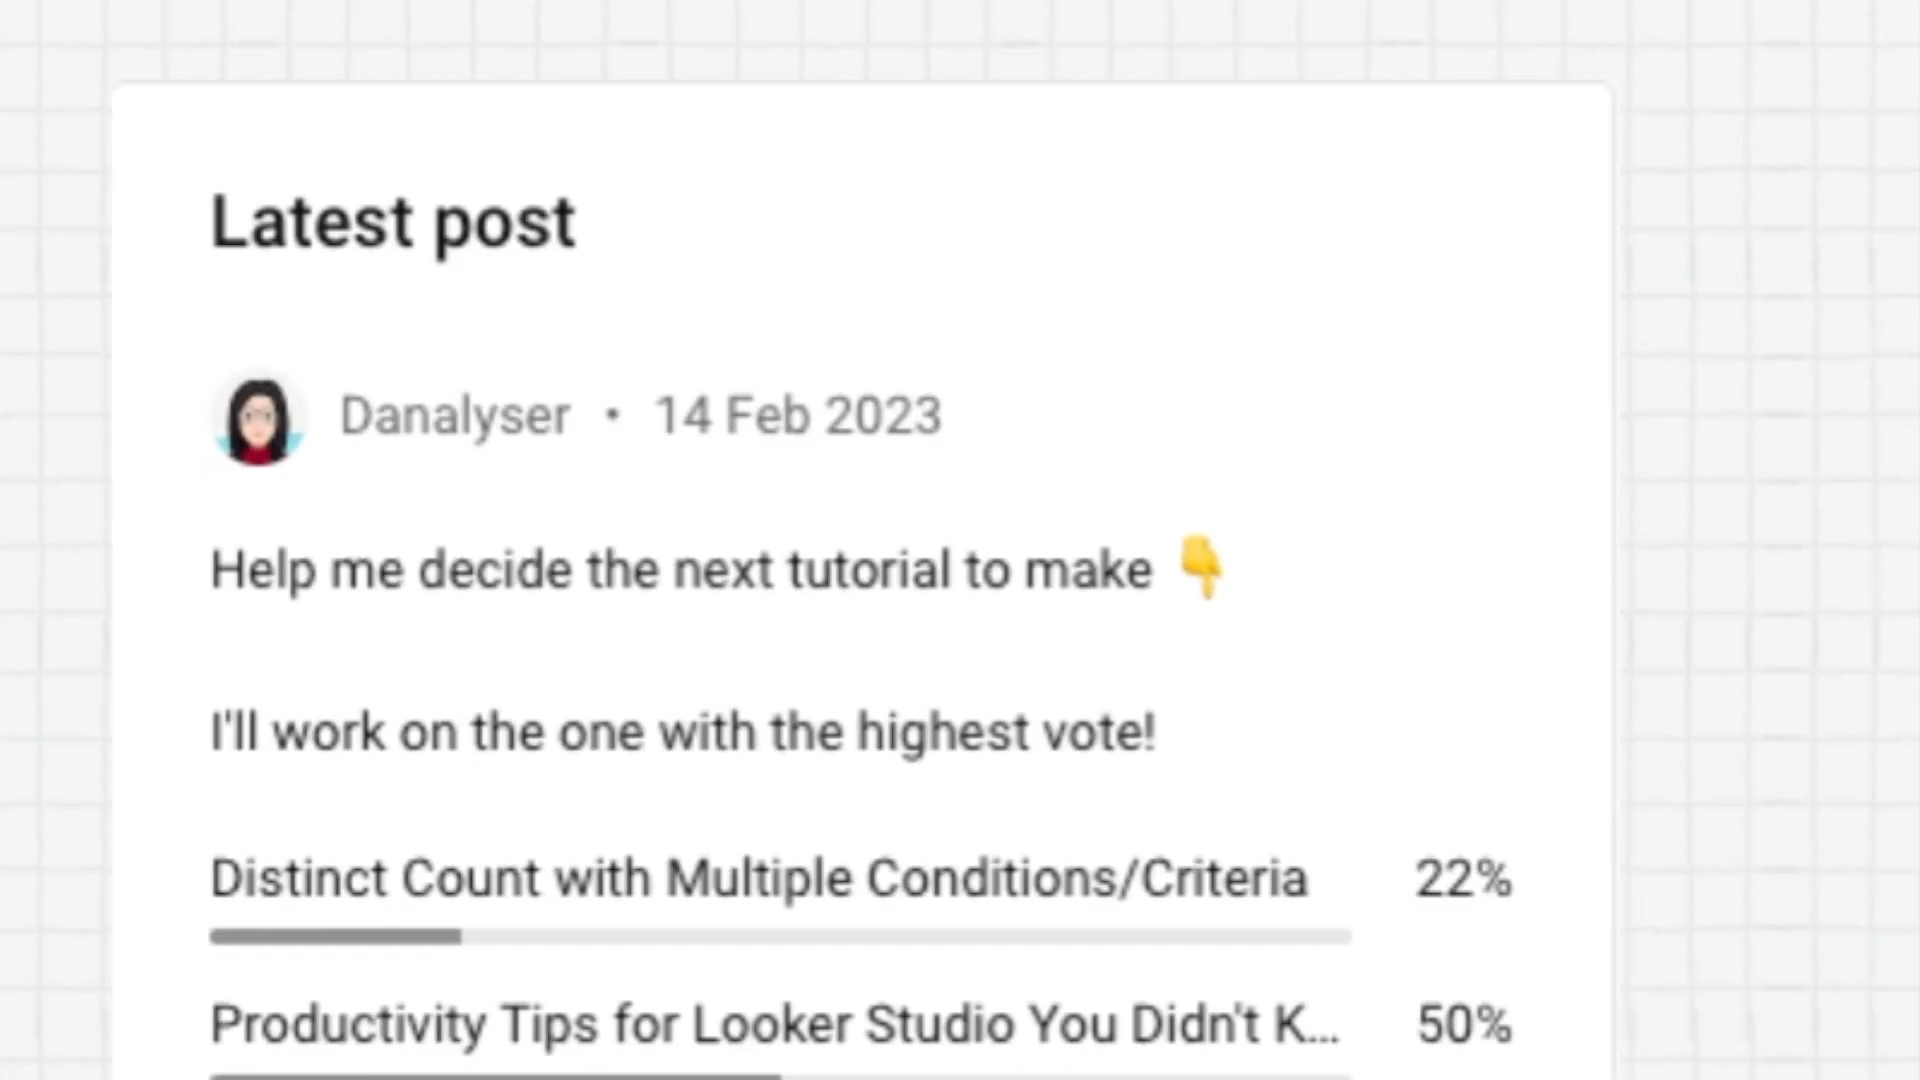 Latest post
Danalyser • 14 Feb 2023
Help me decide the next tutorial to make 👇
I'll work on the one with the highest vote!
Distinct Count with Multiple Conditions/Criteria 22%
Productivity Tips for Looker Studio You Didn't K... 50%